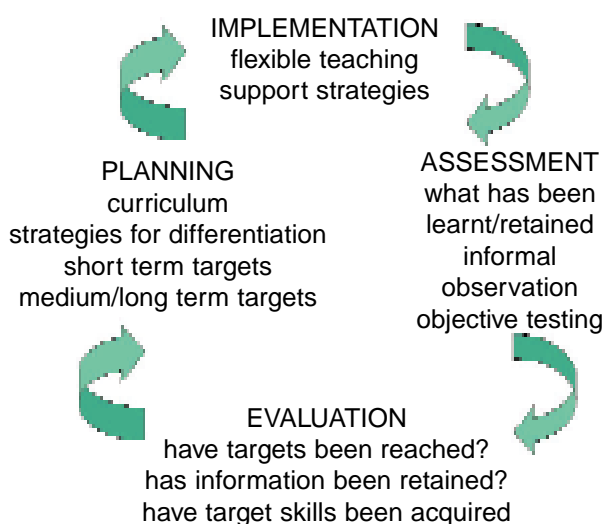 IMPLEMENTATION
flexible teaching
support strategies
PLANNING
curriculum
strategies for differentiation
short term targets
medium/long term targets
ASSESSMENT
what has been
learnt/retained
informal
observation
objective testing
EVALUATION
have targets been reached?
has information been retained?
have target skills been acquired